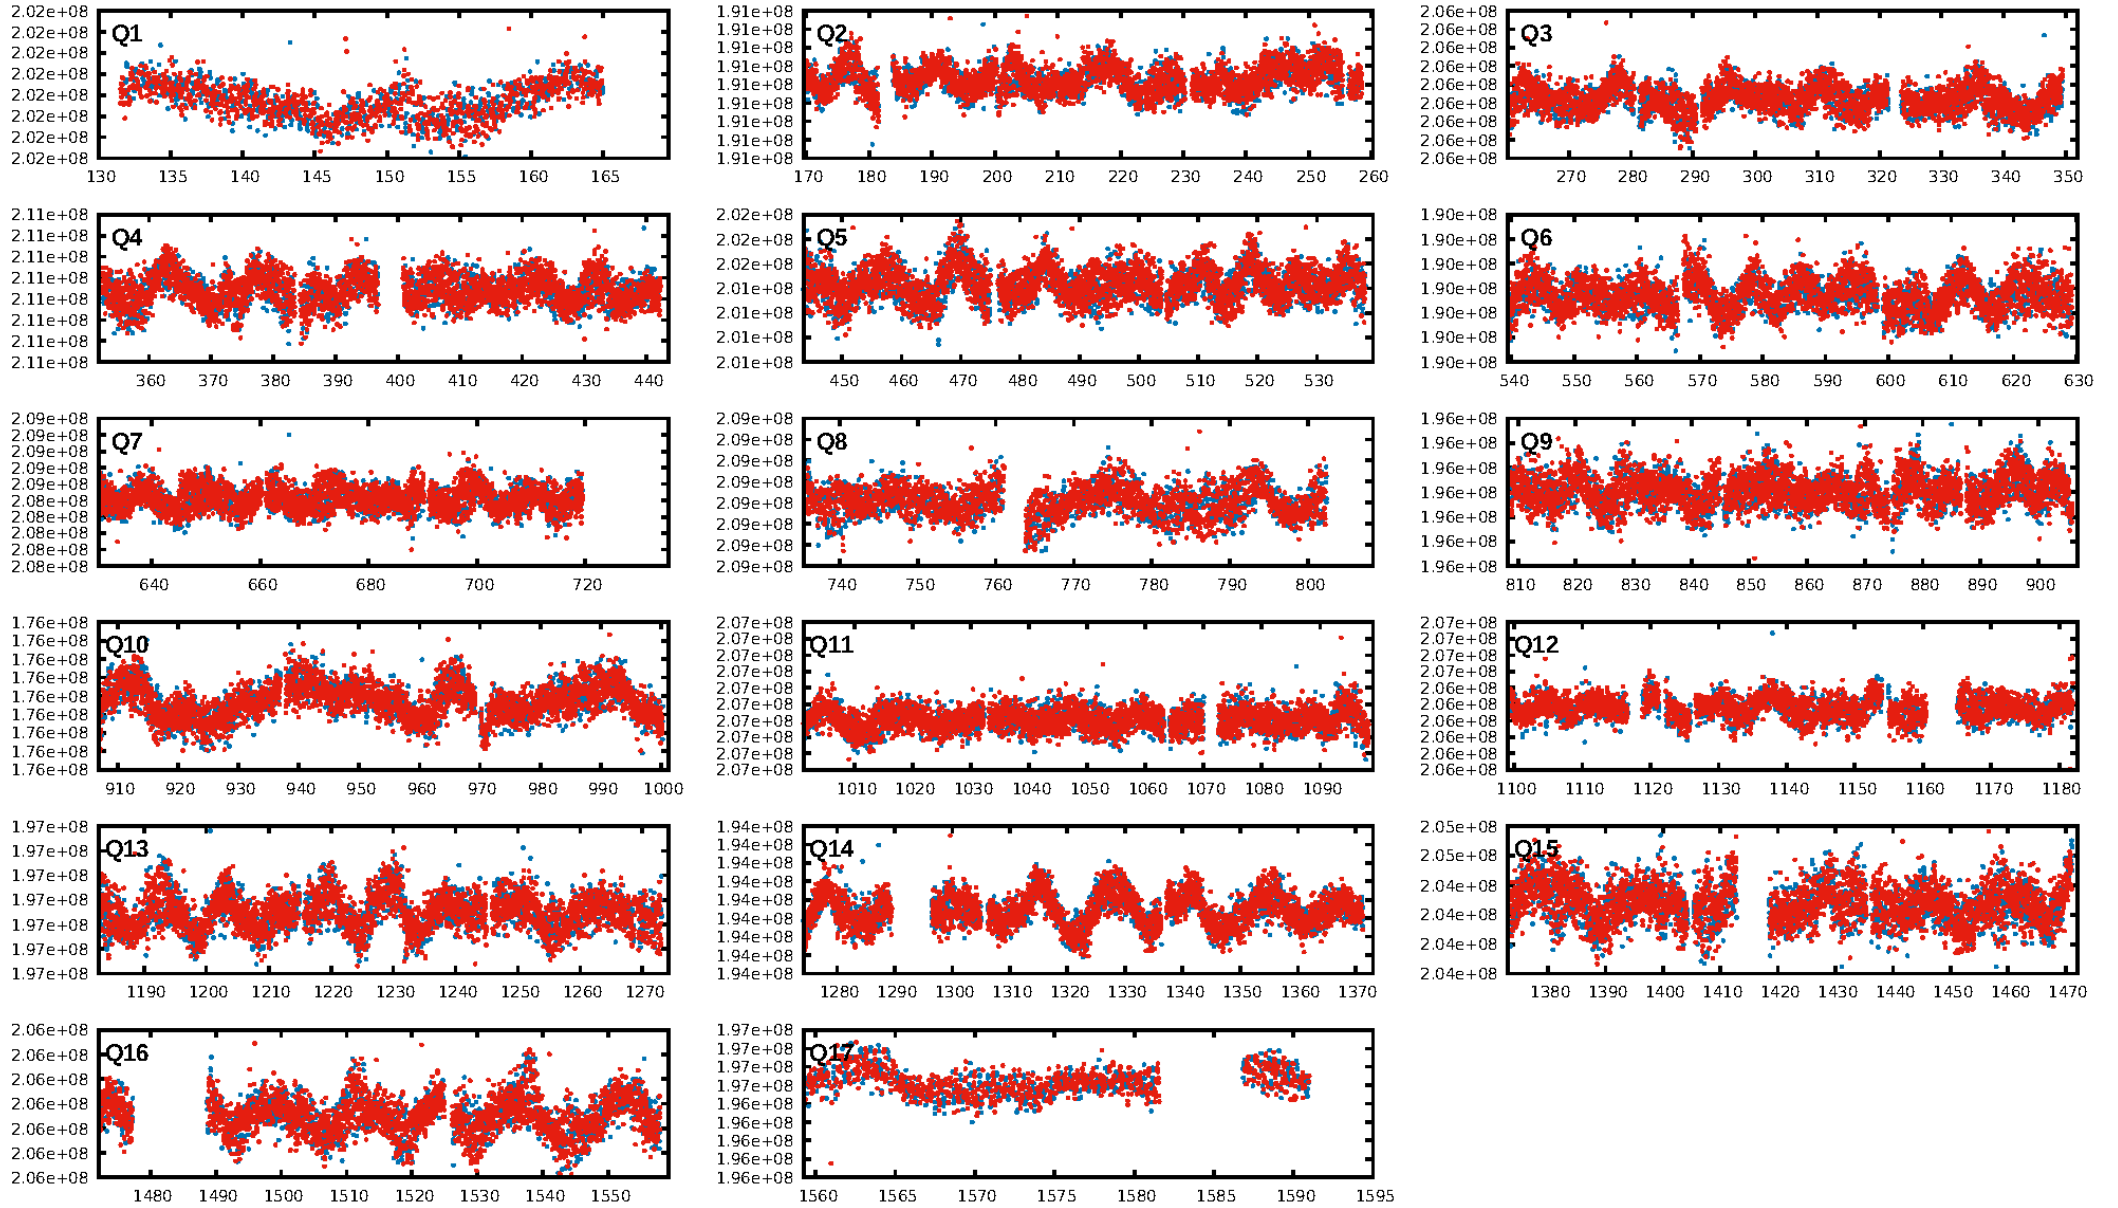 Q1
2.02e+08
2.02e+08
2.02e+08
2.02e+08
2.02e+08
2.02e+08
2.02e+08
2.02e+08
130 135 140 145 150 155 160 165
Q2
1.91e+08
1.91e+08
1.91e+08
1.91e+08
1.91e+08
1.91e+08
1.91e+08
1.91e+08
1.91e+08
170 180 190 200 210 220 230 240 250 260
Q3
2.06e+08
2.06e+08
2.06e+08
2.06e+08
2.06e+08
2.06e+08
2.06e+08
2.06e+08
2.06e+08
270 280 290 300 310 320 330 340 350
Q4
2.11e+08
2.11e+08
2.11e+08
2.11e+08
2.11e+08
2.11e+08
2.11e+08
2.11e+08
360 370 380 390 400 410 420 430 440
Q5
2.02e+08
2.02e+08
2.02e+08
2.01e+08
2.01e+08
2.01e+08
2.01e+08
450 460 470 480 490 500 510 520 530
Q6
1.90e+08
1.90e+08
1.90e+08
1.90e+08
1.90e+08
1.90e+08
1.90e+08
540 550 560 570 580 590 600 610 620 630
Q7
2.09e+08
2.09e+08
2.09e+08
2.09e+08
2.09e+08
2.08e+08
2.08e+08
2.08e+08
2.08e+08
2.08e+08
640 660 680 700 720
Q8
2.09e+08
2.09e+08
2.09e+08
2.09e+08
2.09e+08
2.09e+08
2.09e+08
2.09e+08
740 750 760 770 780 790 800
Q9
1.96e+08
1.96e+08
1.96e+08
1.96e+08
1.96e+08
1.96e+08
1.96e+08
810 820 830 840 850 860 870 880 890 900
Q10
1.76e+08
1.76e+08
1.76e+08
1.76e+08
1.76e+08
1.76e+08
1.76e+08
1.76e+08
1.76e+08
910 920 930 940 950 960 970 980 990 1000
Q11
2.07e+08
2.07e+08
2.07e+08
2.07e+08
2.07e+08
2.07e+08
2.07e+08
2.07e+08
2.07e+08
2.07e+08
1010 1020 1030 1040 1050 1060 1070 1080 1090
Q12
2.07e+08
2.07e+08
2.07e+08
2.07e+08
2.06e+08
2.06e+08
2.06e+08
2.06e+08
2.06e+08
2.06e+08
1100 1110 1120 1130 1140 1150 1160 1170 1180
Q13
1.97e+08
1.97e+08
1.97e+08
1.97e+08
1.97e+08
1.97e+08
1.97e+08
1190 1200 1210 1220 1230 1240 1250 1260 1270
Q14
1.94e+08
1.94e+08
1.94e+08
1.94e+08
1.94e+08
1.94e+08
1.94e+08
1.94e+08
1.94e+08
1280 1290 1300 1310 1320 1330 1340 1350 1360 1370
Q15
2.05e+08
2.05e+08
2.04e+08
2.04e+08
2.04e+08
2.04e+08
1380 1390 1400 1410 1420 1430 1440 1450 1460 1470
Q16
2.06e+08
2.06e+08
2.06e+08
2.06e+08
2.06e+08
2.06e+08
2.06e+08
1480 1490 1500 1510 1520 1530 1540 1550
Q17
1.97e+08
1.97e+08
1.97e+08
1.97e+08
1.96e+08
1.96e+08
1.96e+08
1.96e+08
1.96e+08
1560 1565 1570 1575 1580 1585 1590 1595